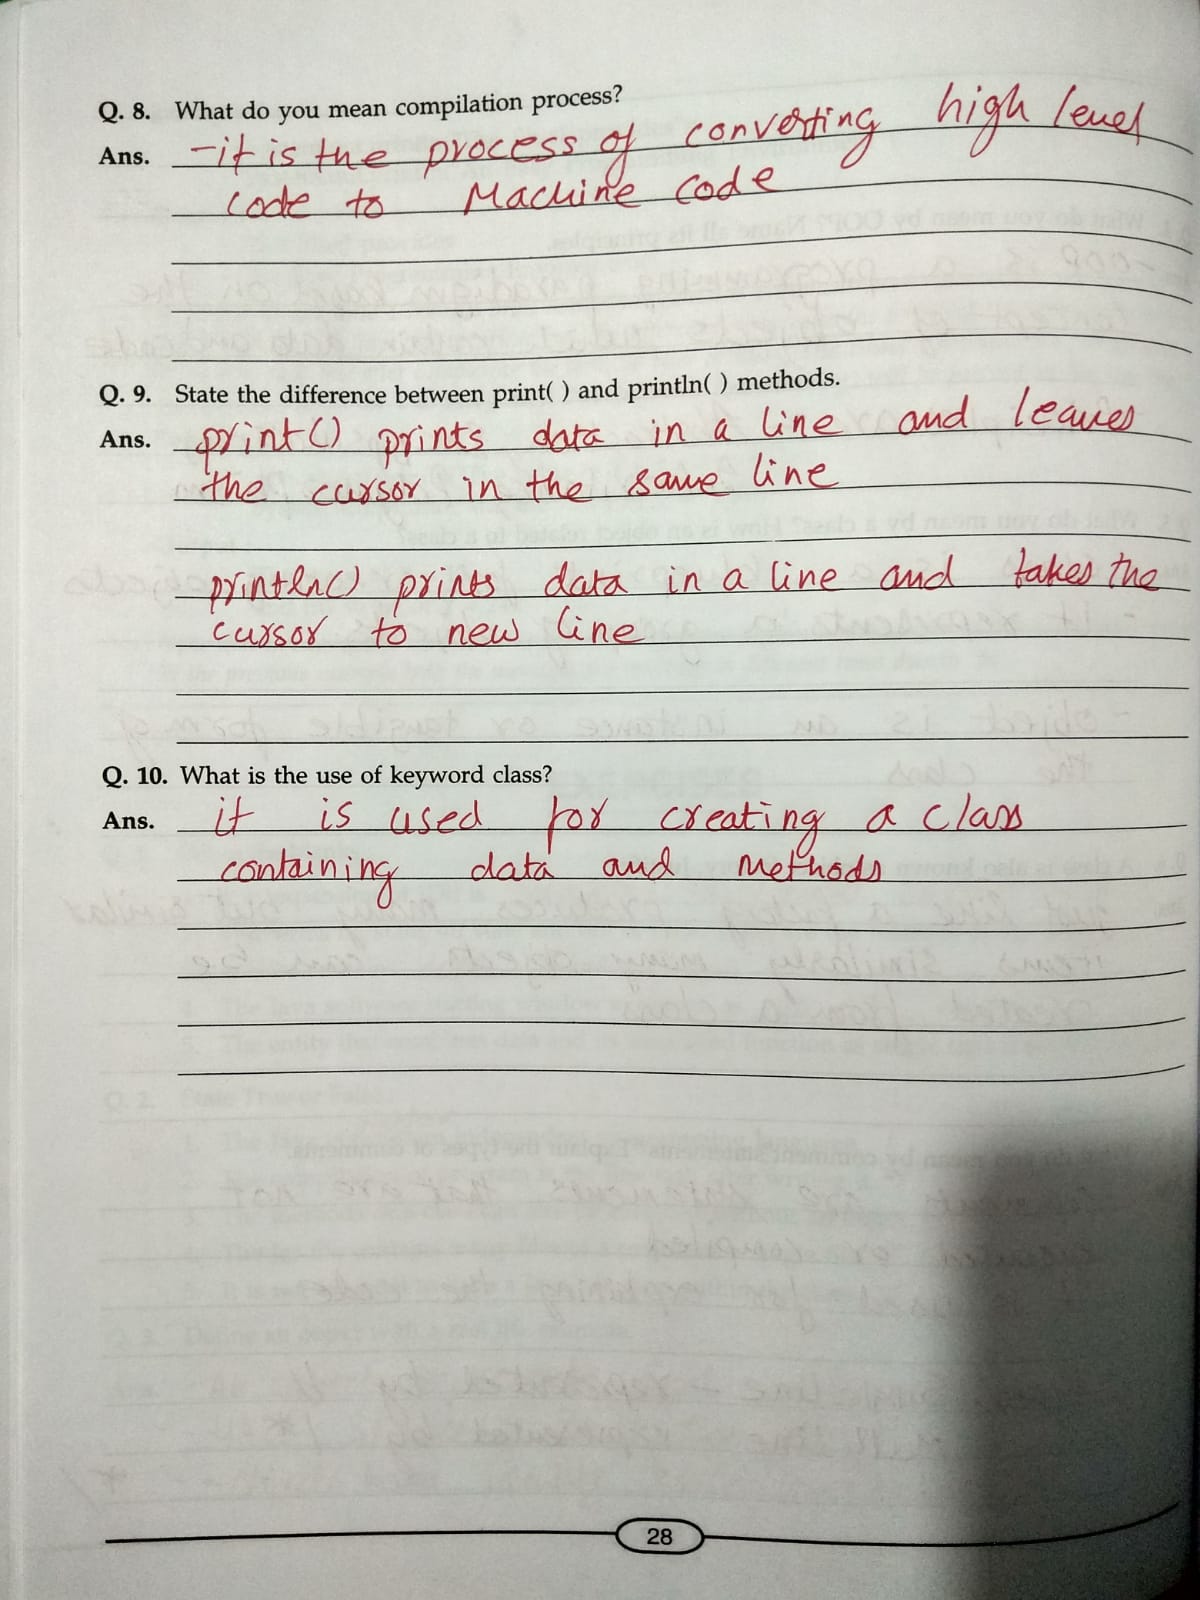 Q. 8. What do you mean compilation process?
Ans. - it is the process of converting high level
code to Machine code
Q. 9. State the difference between print( ) and println( ) methods.
Ans. print() prints data in a line and leaves
the cursor in the same line
println() prints data in a line and takes the
cursor to new line
Q. 10. What is the use of keyword class?
Ans. it is used for creating a class
containing data and methods
28